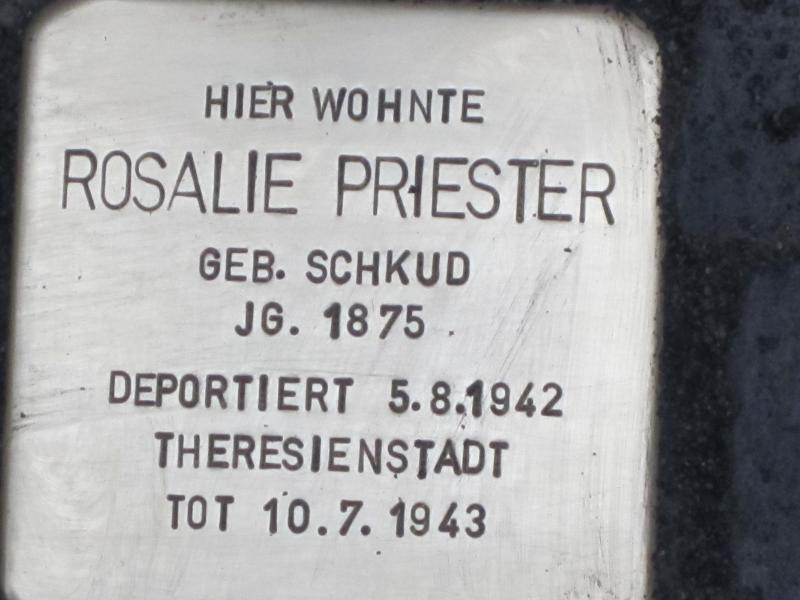 HIER WOHNTE
ROSALIE PRIESTER
GEB. SCHKUD
JG. 1875
DEPORTIERT 5.8.1942
THERESIENSTADT
TOT 10.7.1943